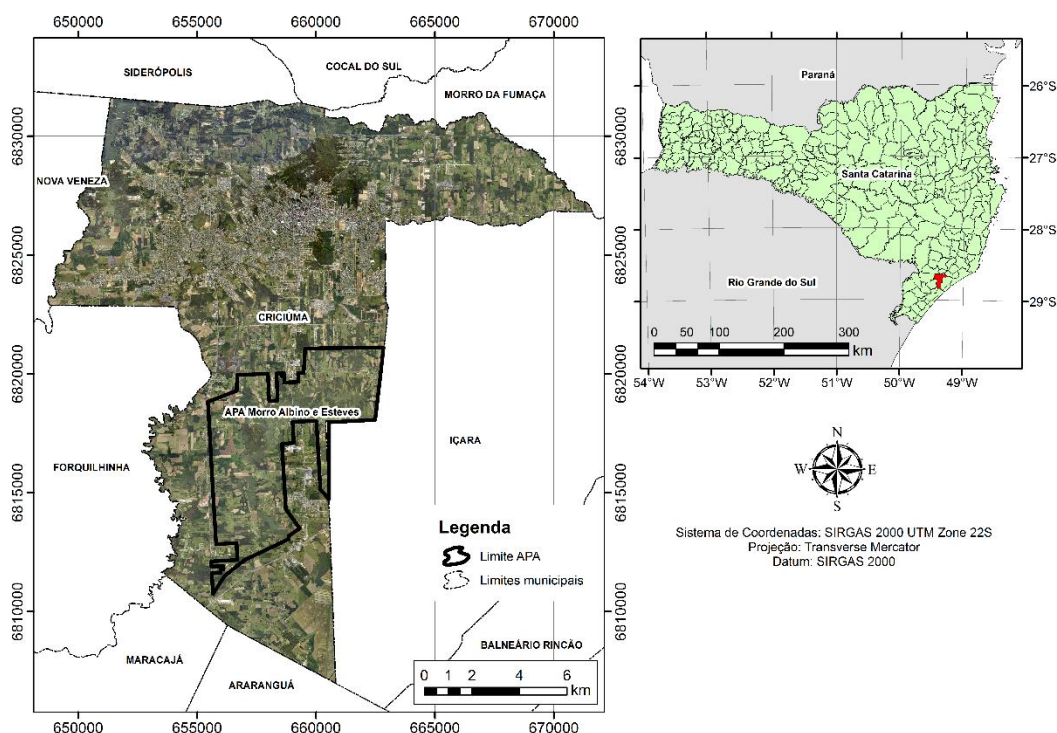 650000 655000 660000 665000 670000
COCAL DO SUL
SIDERÓPOLIS
MORRO DA FUMAÇA
6830000
6830000
NOVA VENEZA
6825000
6825000
CRICIÚMA
6820000
6820000
APA Morro Albino e Esteves
IÇARA
FORQUILHINHA
6815000
6815000
Legenda
Limite APA
Limites municipais
6810000
6810000
BALNEÁRIO RINCÃO
MARACAJÁ
ARARANGUÁ
0 1 2 4 6
km
650000 655000 660000 665000 670000
Paraná
26°S
27°S
Santa Catarina
28°S
Rio Grande do Sul
29°S
0 50 100 200 300
km
54°W 53°W 52°W 51°W 50°W 49°W
N
W E
S
Sistema de Coordenadas: SIRGAS 2000 UTM Zone 22S
Projeção: Transverse Mercator
Datum: SIRGAS 2000